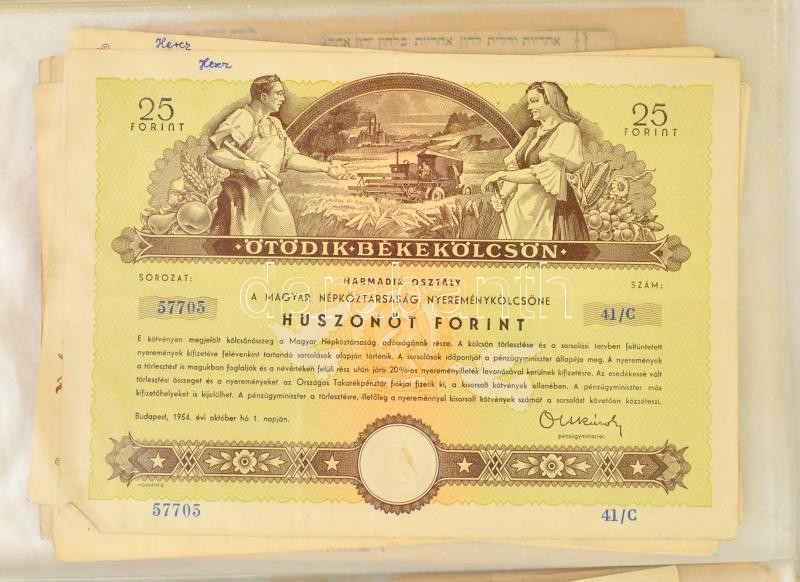 Hercz
Hercz
25
FORINT
25
FORINT
ÖTÖDIK·BÉKEKÖLCSÖN
SOROZAT:
HARMADIK OSZTÁLY
SZÁM:
57705
A MAGYAR NÉPKÖZTÁRSASÁG NYEREMÉNYKÖLCSÖNE
41/C
HUSZONÖT FORINT
darabanth
E kötvényen megjelölt kölcsönösszeg a Magyar Népköztársaság adósságának része. A kölcsön törlesztése és a sorsolási tervben feltüntetett
nyeremények kifizetése félévenkint tartandó sorsolások alapján történik. A sorsolások időpontját a pénzügyminiszter állapítja meg. A nyeremények
a törlesztést is magukban foglalják és a névértéken felüli rész után járó 20%-os nyereményilleték levonásával kerülnek kifizetésre. Az esedékessé vált
törlesztési összeget és a nyereményeket az Országos Takarékpénztár fiókjai fizetik ki, a kisorsolt kötvények ellenében. A pénzügyminiszter más
kifizetőhelyeket is kijelölhet. A pénzügyminiszter a törlesztésre, illetőleg a nyereménnyel kisorsolt kötvények számát a sorsolást követően közzéteszi.
Budapest, 1954. évi október hó 1. napján.
pénzügyminiszter.
HORVÁTH E.
57705
41/C